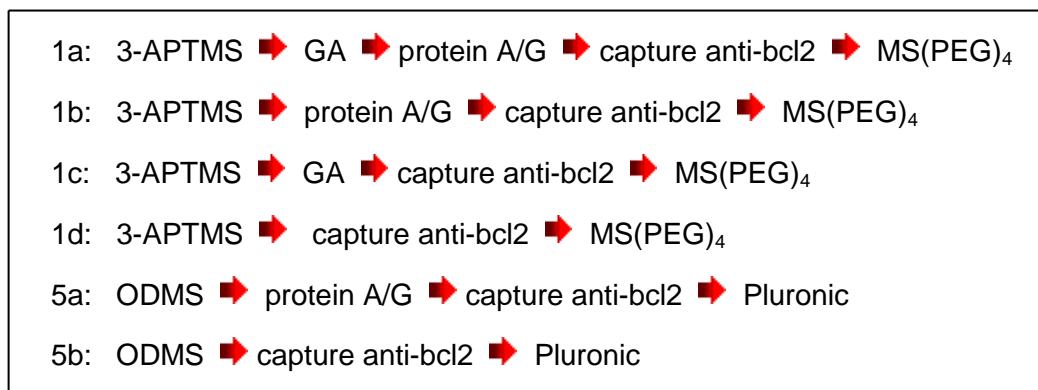 1a: 3-APTMS GA protein A/G capture anti-bcl2 MS(PEG)₄
1b: 3-APTMS protein A/G capture anti-bcl2 MS(PEG)₄
1c: 3-APTMS GA capture anti-bcl2 MS(PEG)₄
1d: 3-APTMS capture anti-bcl2 MS(PEG)₄
5a: ODMS protein A/G capture anti-bcl2 Pluronic
5b: ODMS capture anti-bcl2 Pluronic